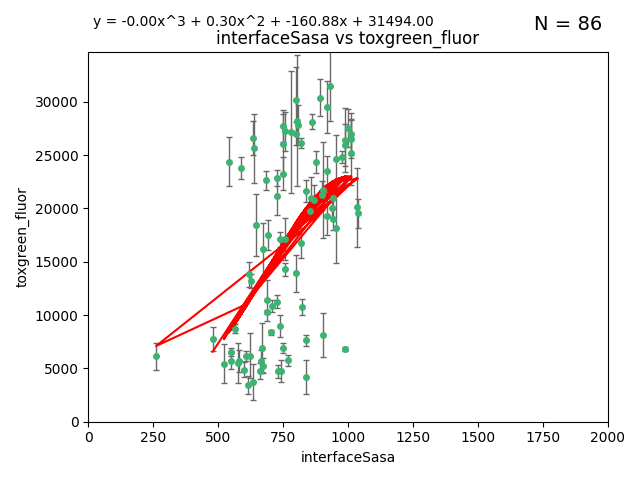 y = -0.00x^3 + 0.30x^2 + -160.88x + 31494.00
N = 86
interfaceSasa vs toxgreen_fluor
30000
25000
20000
15000
10000
5000
0
toxgreen_fluor
0 250 500 750 1000 1250 1500 1750 2000
interfaceSasa